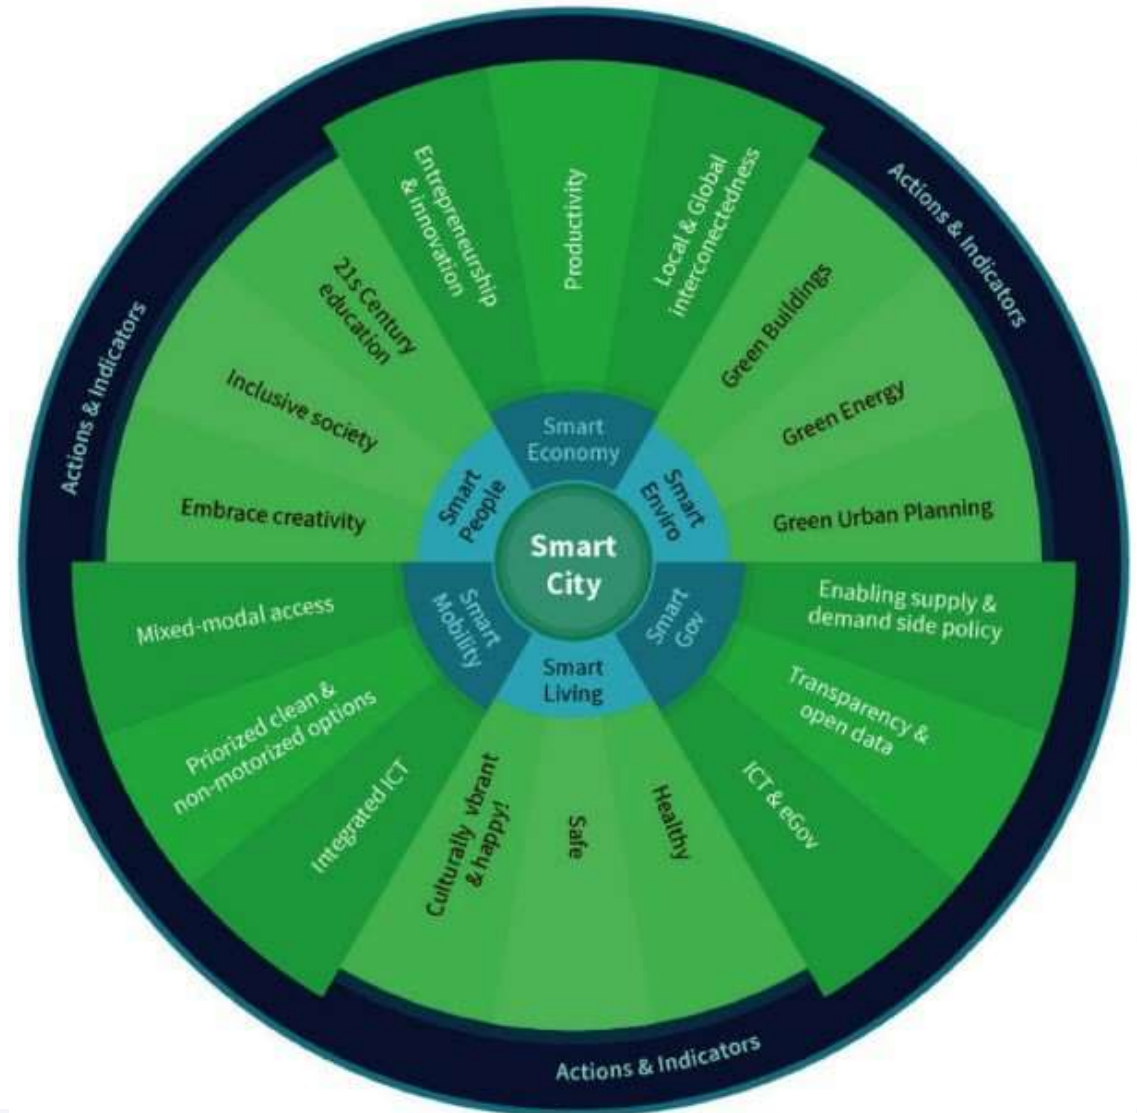 Smart
City
Smart
Economy
Entrepreneurship
& innovation
Productivity
Local & Global
interconectedness
Smart
Enviro
Green Buildings
Green Energy
Green Urban Planning
Smart
Gov
Enabling supply &
demand side policy
Transparency &
open data
ICT & eGov
Smart
Living
Healthy
Safe
Culturally vbrant
& happy!
Smart
Mobility
Integrated ICT
Priorized clean &
non-motorized options
Mixed-modal access
Smart
People
Embrace creativity
Inclusive society
21s Century
education
Actions & Indicators
Actions & Indicators
Actions & Indicators